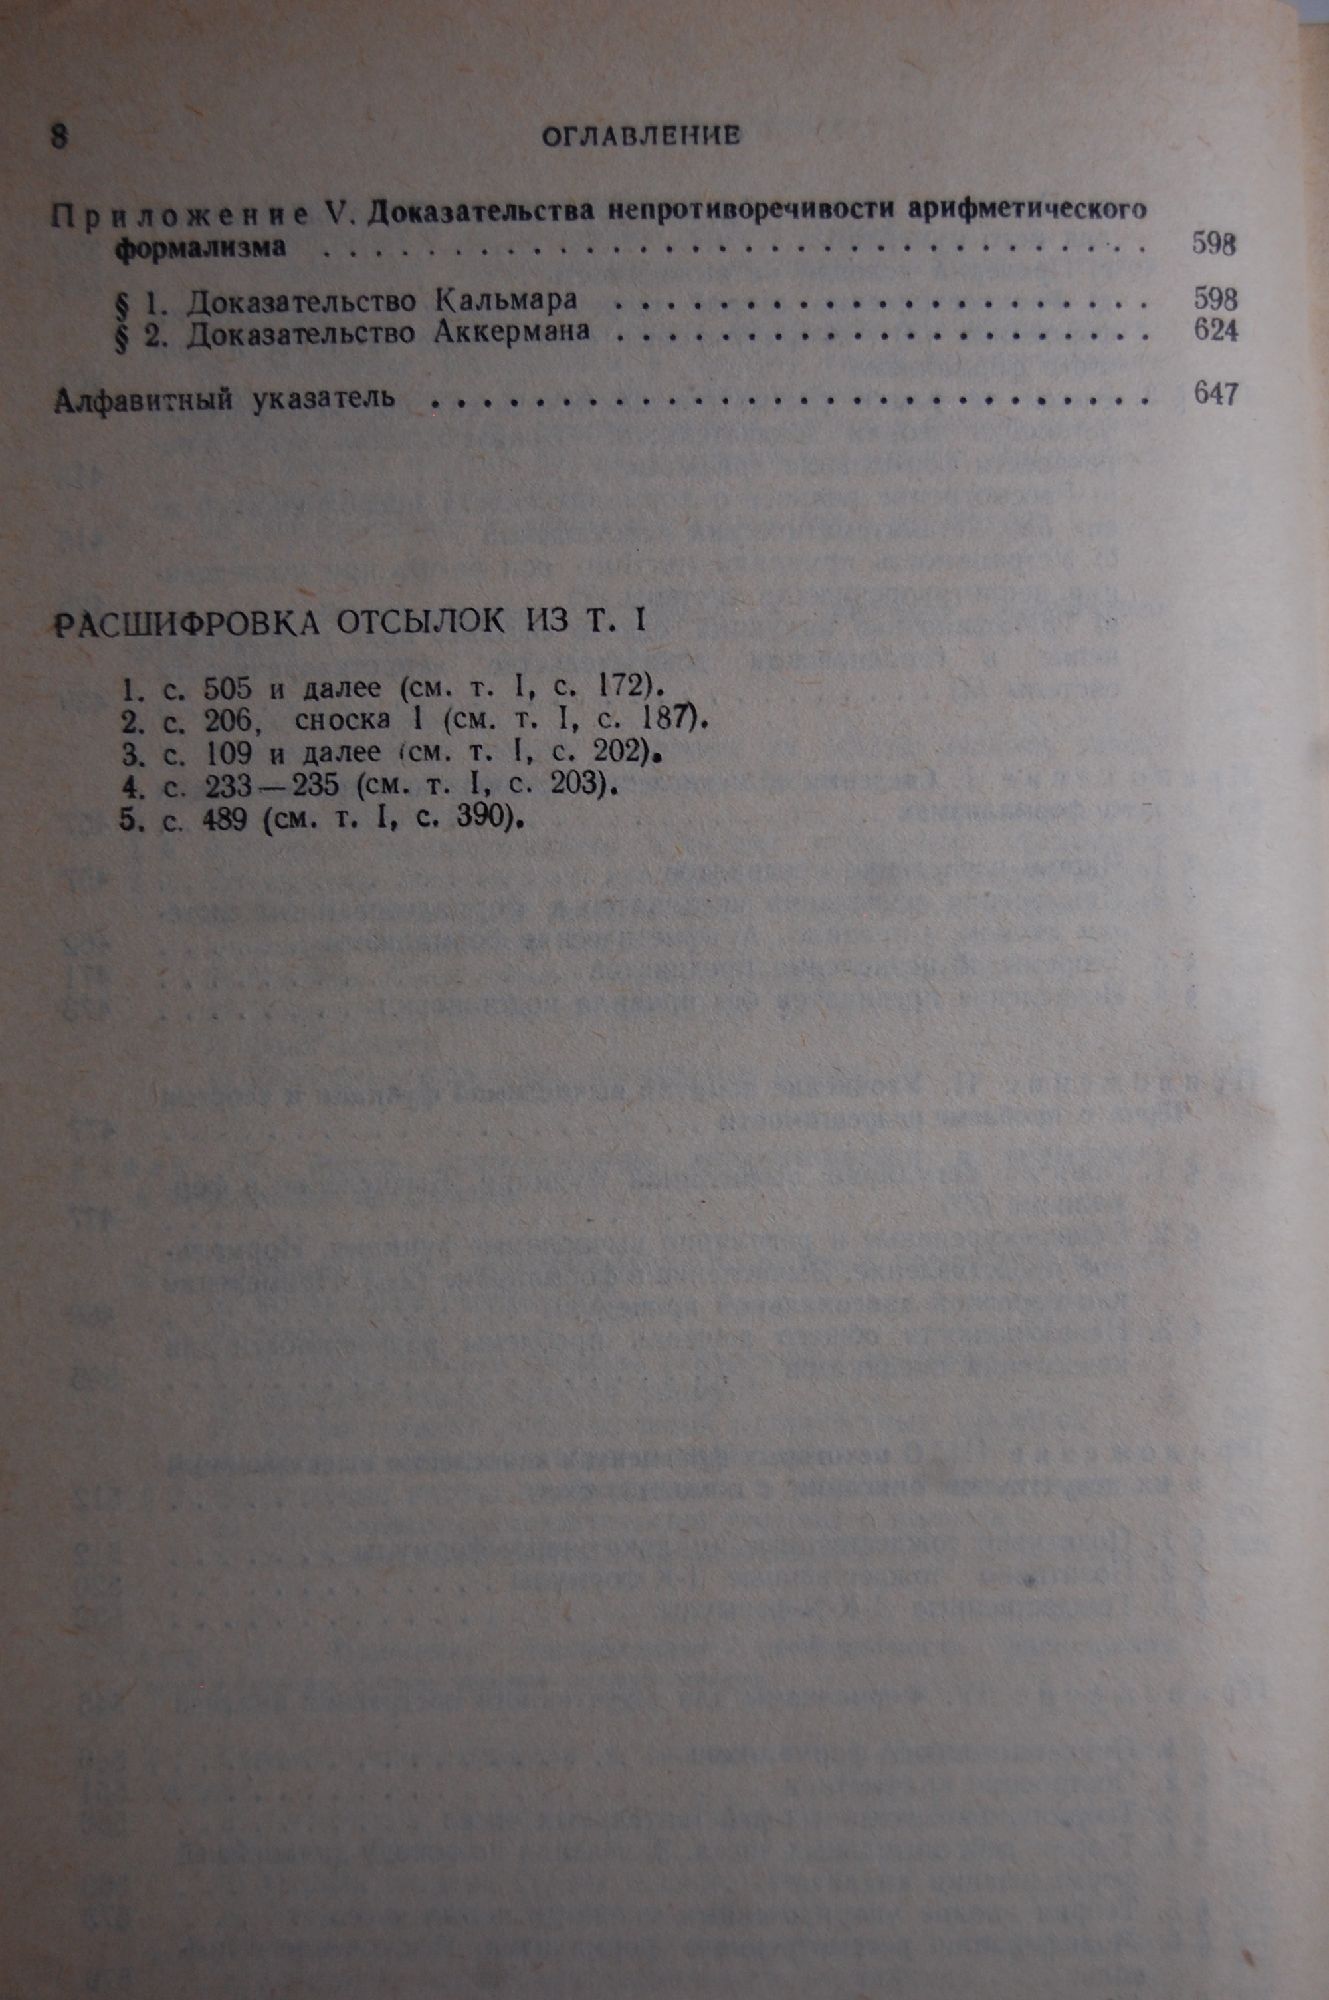 8 ОГЛАВЛЕНИЕ
Приложение V. Доказательства непротиворечивости арифметического
формализма . . . . . . . . . . . . . . . . . . . . . . . . . . . . . . . 598
§ 1. Доказательство Кальмара . . . . . . . . . . . . . . . . . . . . . 598
§ 2. Доказательство Аккермана . . . . . . . . . . . . . . . . . . . . . 624
Алфавитный указатель . . . . . . . . . . . . . . . . . . . . . . . . . . . . 647
РАСШИФРОВКА ОТСЫЛОК ИЗ Т. I
1. с. 505 и далее (см. т. I, с. 172).
2. с. 206, сноска 1 (см. т. I, с. 187).
3. с. 109 и далее (см. т. I, с. 202).
4. с. 233—235 (см. т. I, с. 203).
5. с. 489 (см. т. I, с. 390).